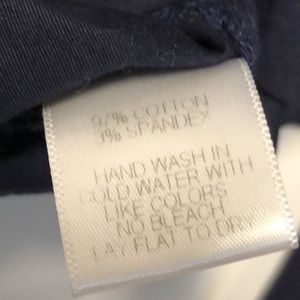 97% COTTON
3% SPANDEX
HAND WASH IN
COLD WATER WITH
LIKE COLORS
NO BLEACH
LAY FLAT TO DRY